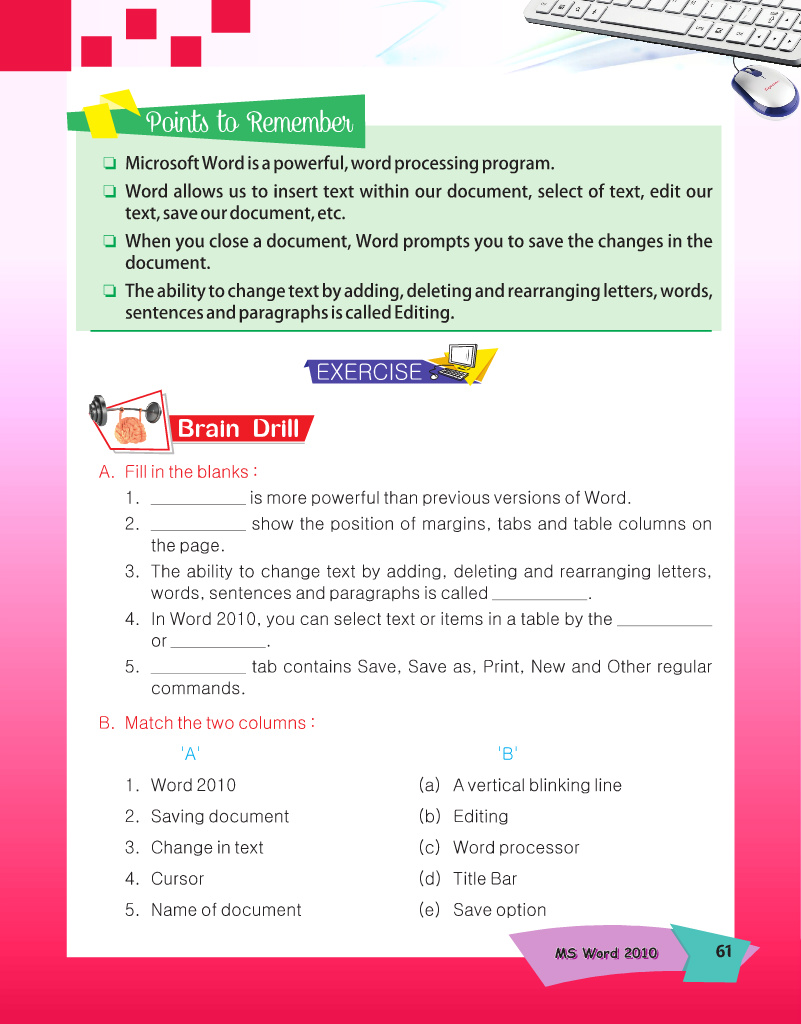 Points to Remember
❏ Microsoft Word is a powerful, word processing program.
❏ Word allows us to insert text within our document, select of text, edit our
text, save our document, etc.
❏ When you close a document, Word prompts you to save the changes in the
document.
❏ The ability to change text by adding, deleting and rearranging letters, words,
sentences and paragraphs is called Editing.
EXERCISE
Brain Drill
A. Fill in the blanks :
1. __________ is more powerful than previous versions of Word.
2. __________ show the position of margins, tabs and table columns on
the page.
3. The ability to change text by adding, deleting and rearranging letters,
words, sentences and paragraphs is called __________.
4. In Word 2010, you can select text or items in a table by the __________
or __________.
5. __________ tab contains Save, Save as, Print, New and Other regular
commands.
B. Match the two columns :
'A' 'B'
1. Word 2010 (a) A vertical blinking line
2. Saving document (b) Editing
3. Change in text (c) Word processor
4. Cursor (d) Title Bar
5. Name of document (e) Save option
MS Word 2010 61